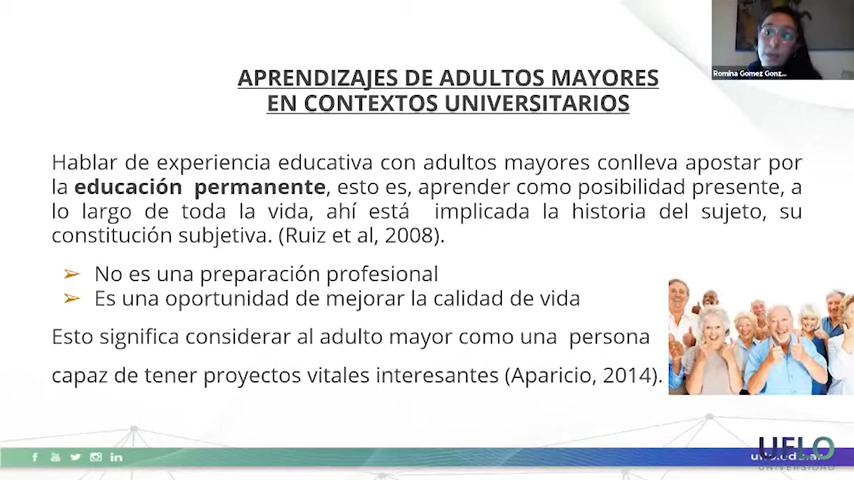 Romina Gomez Gonz...
APRENDIZAJES DE ADULTOS MAYORES
EN CONTEXTOS UNIVERSITARIOS
Hablar de experiencia educativa con adultos mayores conlleva apostar por
la educación permanente, esto es, aprender como posibilidad presente, a
lo largo de toda la vida, ahí está implicada la historia del sujeto, su
constitución subjetiva. (Ruiz et al, 2008).
➢ No es una preparación profesional
➢ Es una oportunidad de mejorar la calidad de vida
Esto significa considerar al adulto mayor como una persona
capaz de tener proyectos vitales interesantes (Aparicio, 2014).
UFLO
UNIVERSIDAD